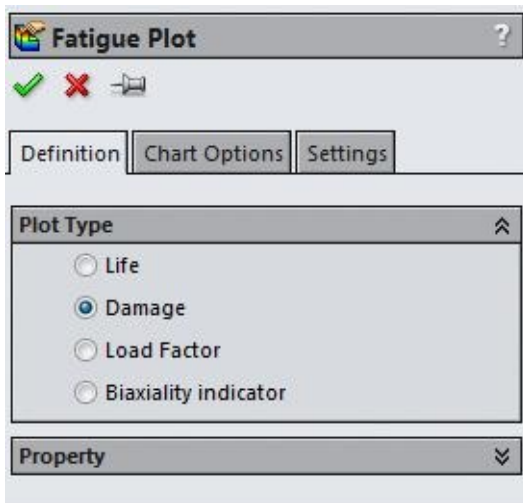 Fatigue Plot ?
Definition Chart Options Settings
Plot Type
Life
Damage
Load Factor
Biaxiality indicator
Property